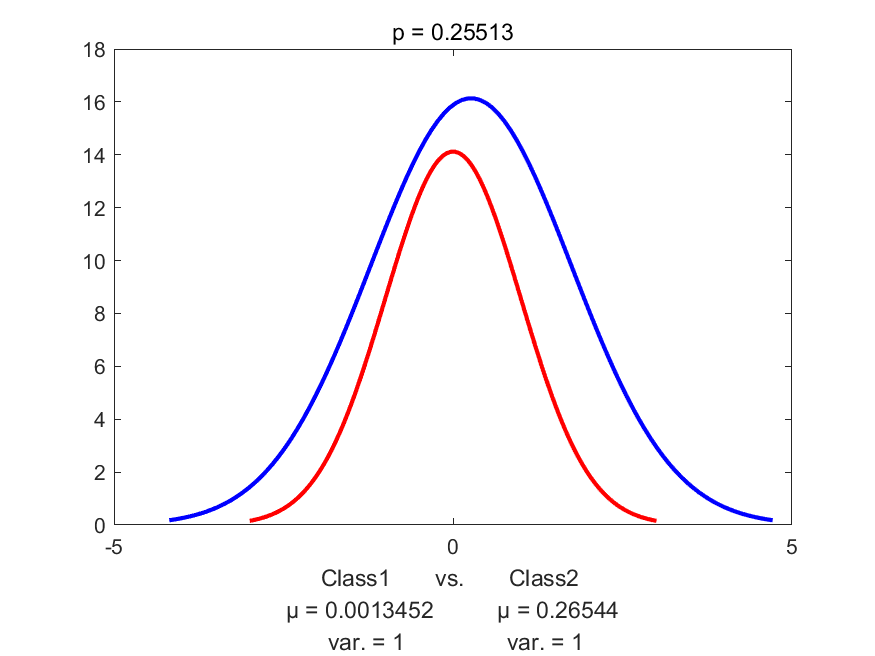 p = 0.25513
18
16
14
12
10
8
6
4
2
0
-5 0 5
Class1 vs. Class2
μ = 0.0013452 μ = 0.26544
var. = 1 var. = 1